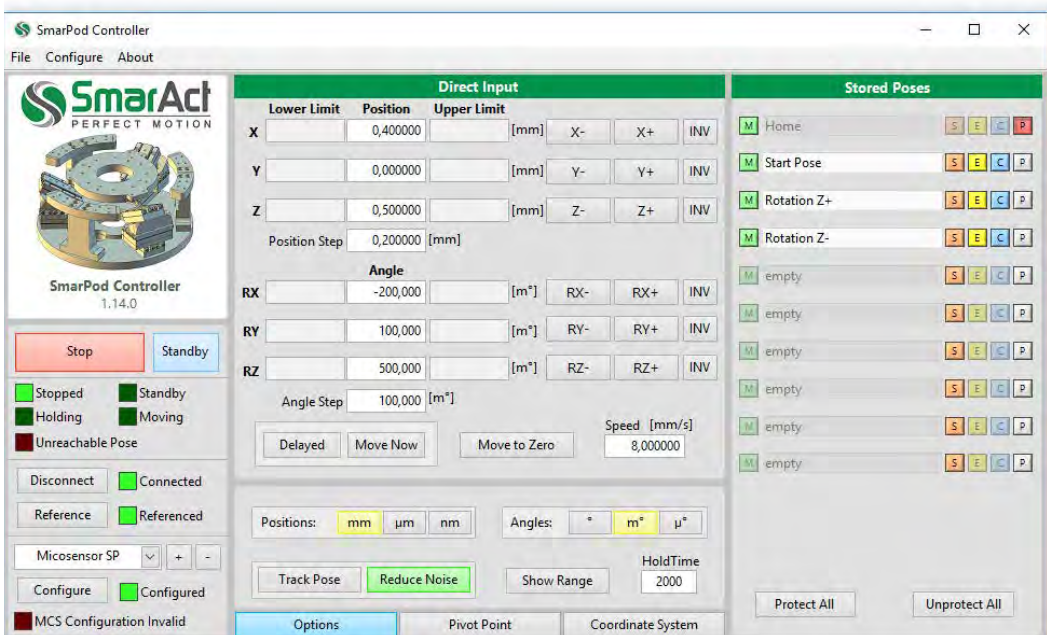 SmarPod Controller
File Configure About
SmarAct
PERFECT MOTION
SmarPod Controller
1.14.0
Stop Standby
Stopped Standby
Holding Moving
Unreachable Pose
Disconnect Connected
Reference Referenced
Micosensor SP + -
Configure Configured
MCS Configuration Invalid
Direct Input
Lower Limit Position Upper Limit
X 0,400000 [mm] X- X+ INV
Y 0,000000 [mm] Y- Y+ INV
Z 0,500000 [mm] Z- Z+ INV
Position Step 0,200000 [mm]
Angle
RX -200,000 [m°] RX- RX+ INV
RY 100,000 [m°] RY- RY+ INV
RZ 500,000 [m°] RZ- RZ+ INV
Angle Step 100,000 [m°]
Speed [mm/s]
Delayed Move Now Move to Zero 8,000000
Positions: mm µm nm Angles: ° m° µ°
HoldTime
Track Pose Reduce Noise Show Range 2000
Options Pivot Point Coordinate System
Stored Poses
M Home S E C P
M Start Pose S E C P
M Rotation Z+ S E C P
M Rotation Z- S E C P
M empty S E C P
M empty S E C P
M empty S E C P
M empty S E C P
M empty S E C P
M empty S E C P
Protect All Unprotect All